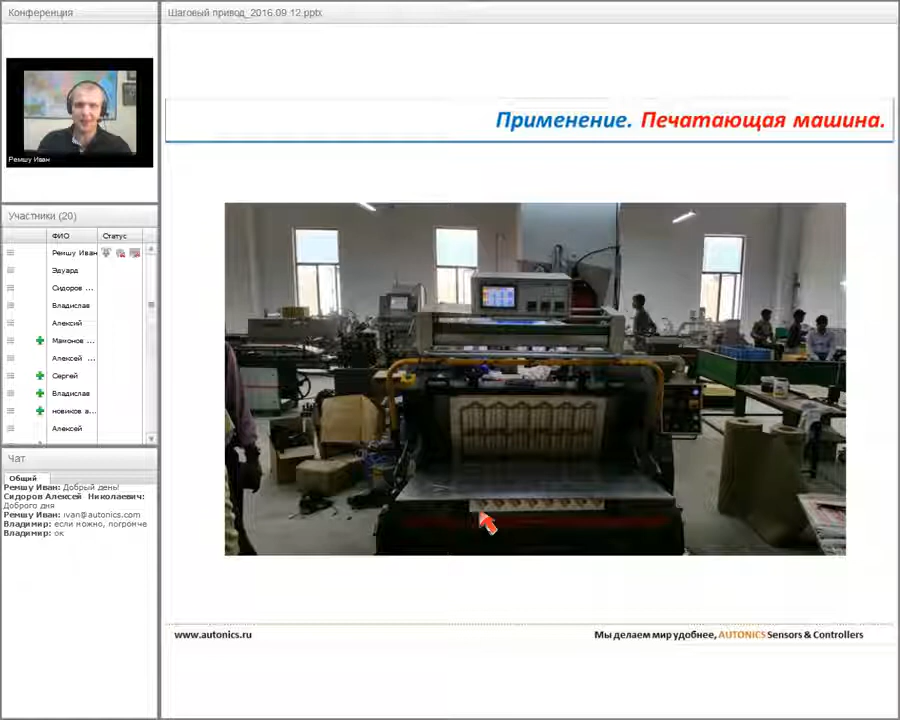 Конференция
Шаговый привод_2016.09 12.pptx
Ремшу Иван
Применение. Печатающая машина.
Участники (20)
ФИО Статус
Ремшу Иван
Эдуард
Сидоров ...
Владислав
Алексий
Мамонов ...
Алексей ...
Сергей
Владислав
новиков а...
Алексей
Чат
Общий
Ремшу Иван: Добрый день!
Сидоров Алексей Николаевич:
Доброго дня
Ремшу Иван: ivan@autonics.com
Владимир: если можно, погромче
Владимир: ок
www.autonics.ru
Мы делаем мир удобнее, AUTONICS Sensors & Controllers